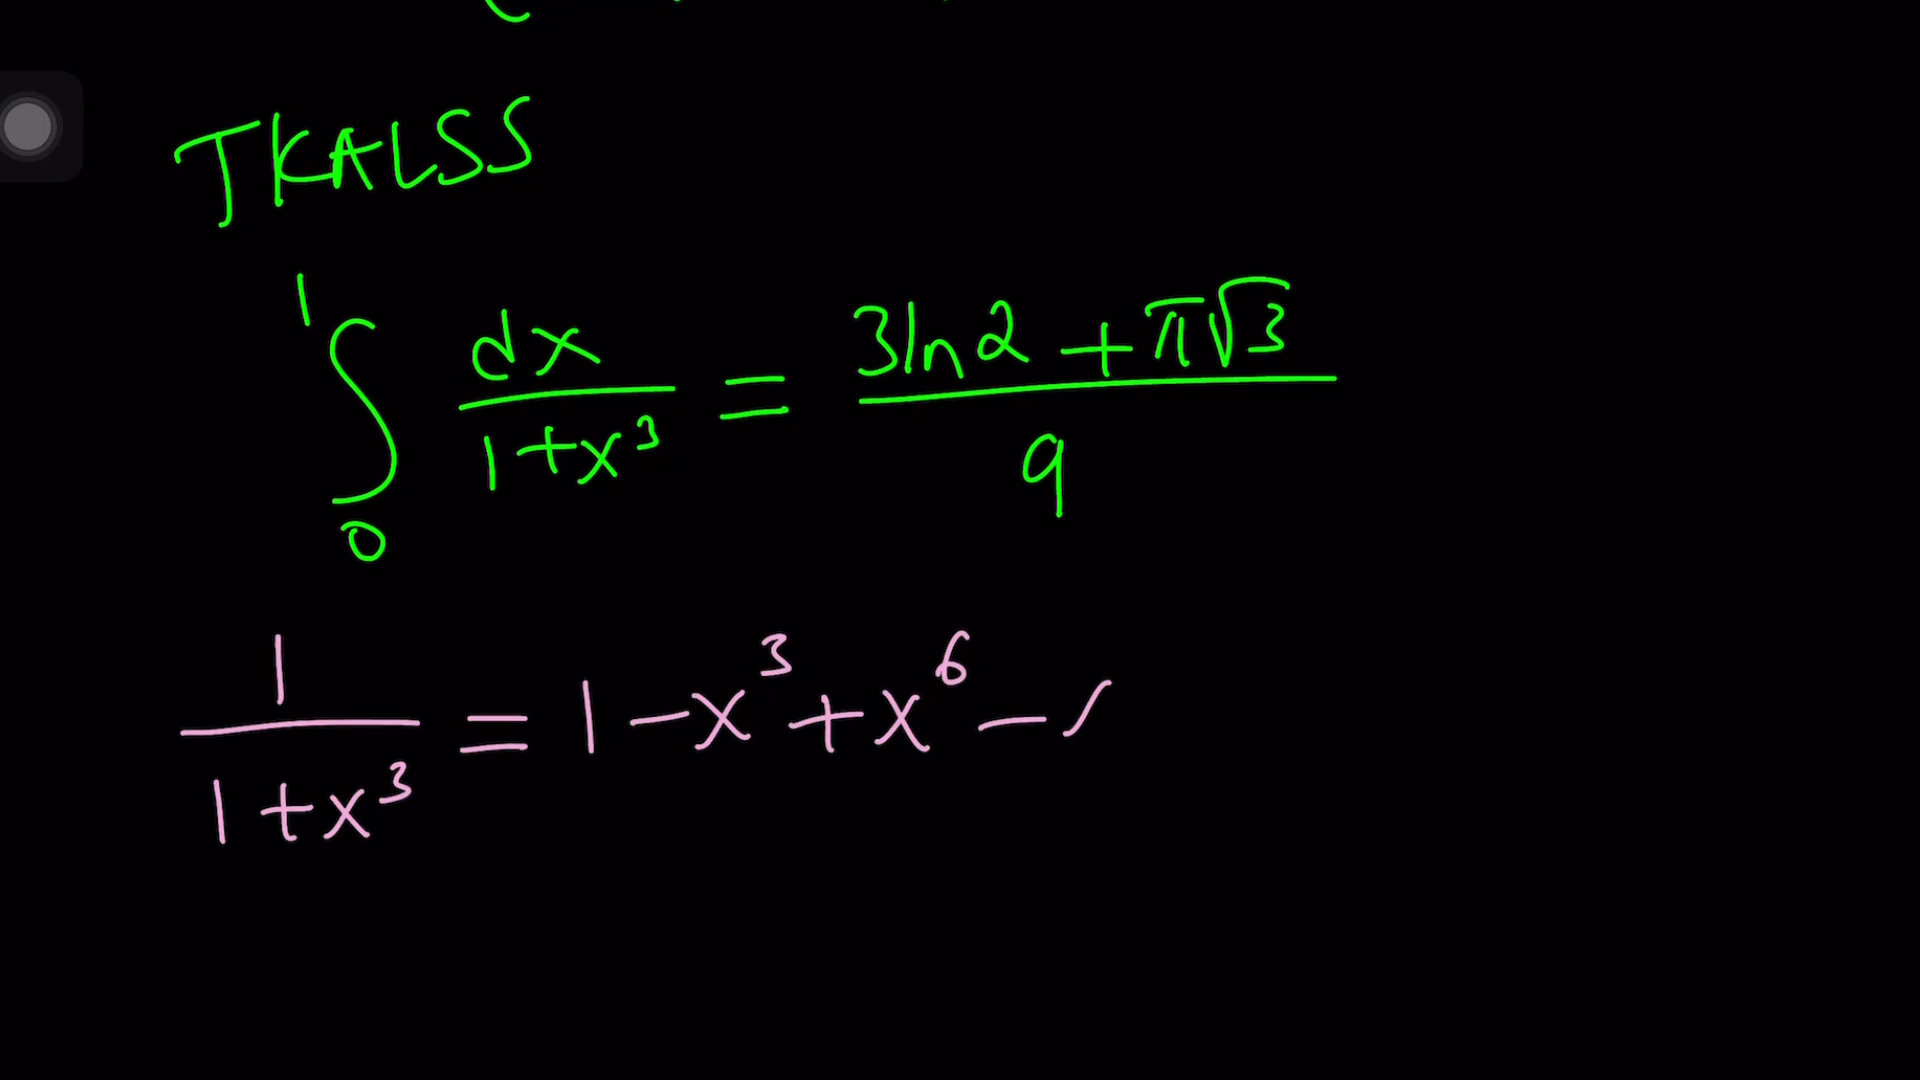 TKALSS
∫₀¹ dx/(1+x³) = (3ln2 + π√3)/9
1/(1+x³) = 1 - x³ + x⁶ -